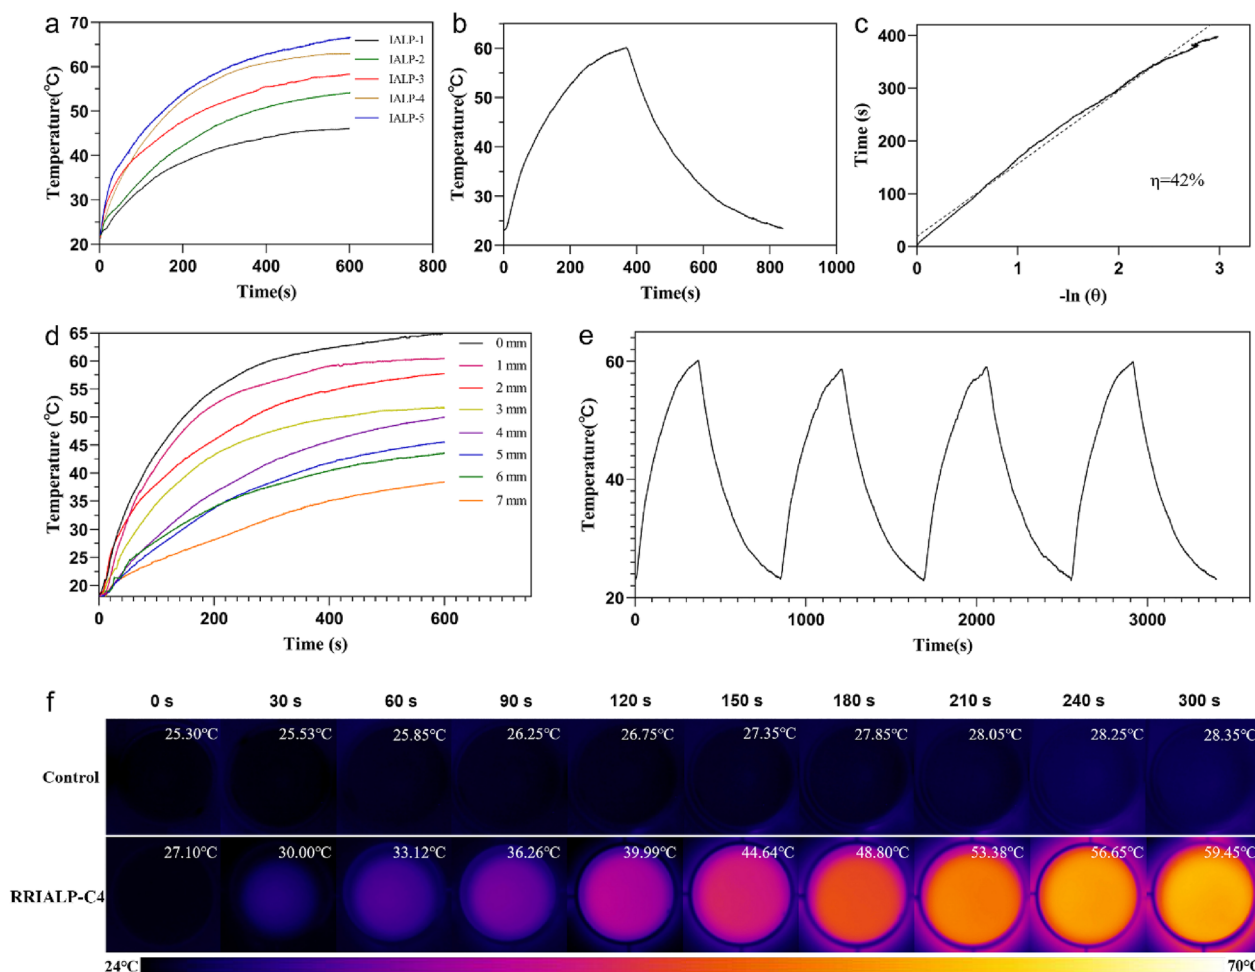 a
70
60
50
40
30
20
0
200
400
600
800
Temperature(℃)
Time(s)
IALP-1
IALP-2
IALP-3
IALP-4
IALP-5
b
60
50
40
30
20
0
200
400
600
800
1000
Temperature(℃)
Time(s)
c
400
300
200
100
0
0
1
2
3
Time (s)
-ln (θ)
η=42%
d
65
60
55
50
45
40
35
30
25
20
0
200
400
600
Temperature (℃)
Time (s)
0 mm
1 mm
2 mm
3 mm
4 mm
5 mm
6 mm
7 mm
e
60
40
20
0
1000
2000
3000
Temperature(℃)
Time(s)
f
0 s 30 s 60 s 90 s 120 s 150 s 180 s 210 s 240 s 300 s
Control
25.30℃ 25.53℃ 25.85℃ 26.25℃ 26.75℃ 27.35℃ 27.85℃ 28.05℃ 28.25℃ 28.35℃
RRIALP-C4
27.10℃ 30.00℃ 33.12℃ 36.26℃ 39.99℃ 44.64℃ 48.80℃ 53.38℃ 56.65℃ 59.45℃
24℃ 70℃